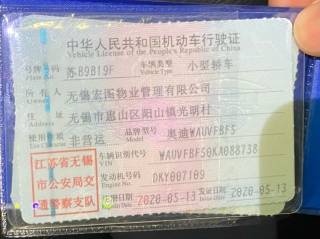 中华人民共和国机动车行驶证
Vehicle License of the People's Republic of China
号牌号码 苏B9B19F 车辆类型 小型轿车
Plate No. Vehicle Type
所有人 无锡宏源物业管理有限公司
住址 无锡市惠山区阳山镇光明村
使用性质 非营运 品牌型号 奥迪WAUVFBF5
江苏省无锡 车辆识别代号 WAUVFBF50KA088738
VIN
市公安局交 发动机号码 DKY007109
Engine No.
通警察支队 注册日期 2020-05-13 发证日期 2020-05-13